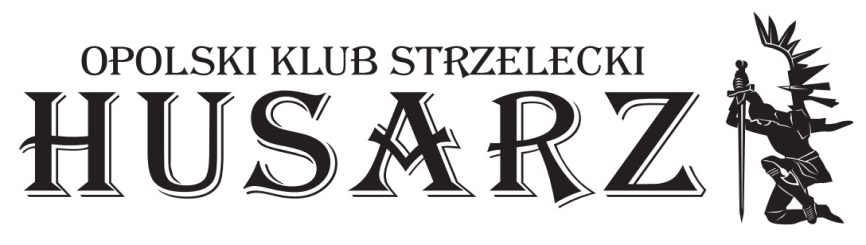 OPOLSKI KLUB STRZELECKI
HUSARZ